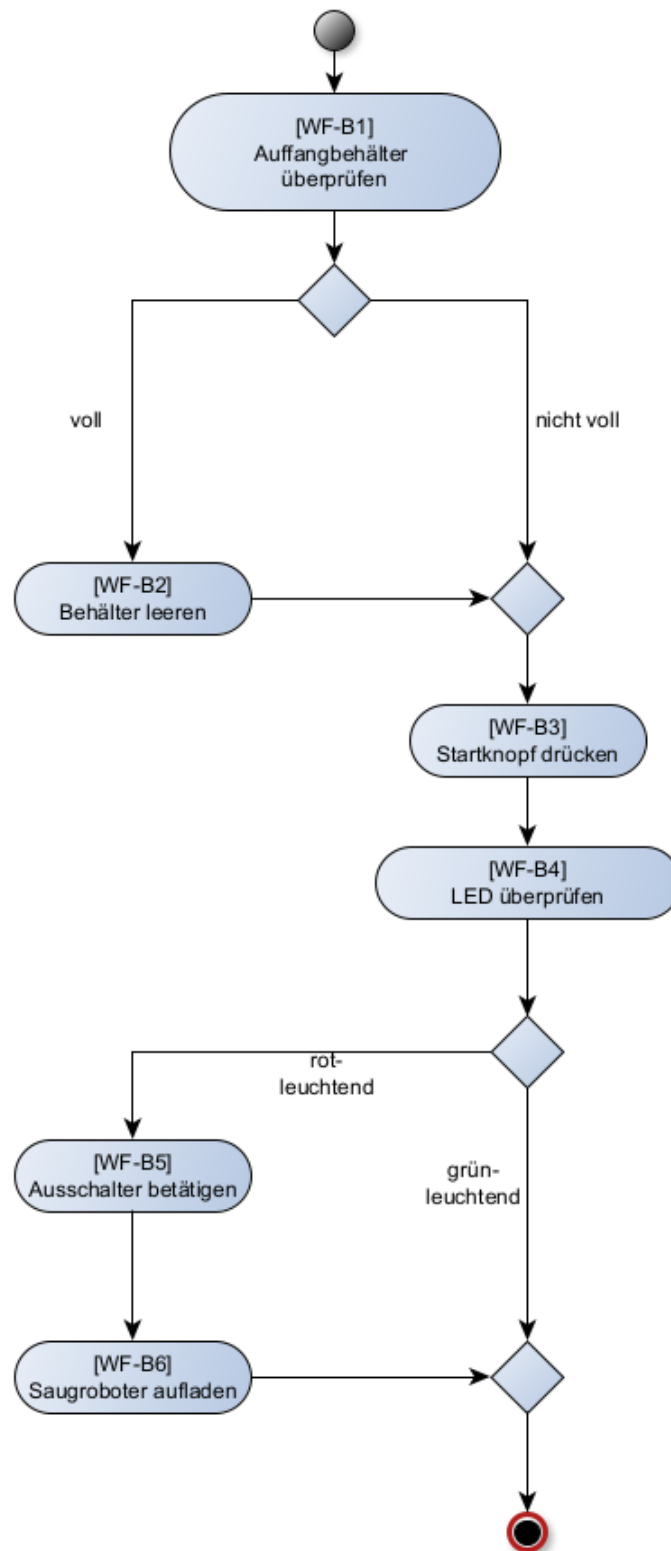 [WF-B1]
Auffangbehälter
überprüfen
voll
nicht voll
[WF-B2]
Behälter leeren
[WF-B3]
Startknopf drücken
[WF-B4]
LED überprüfen
rot-
leuchtend
[WF-B5]
Ausschalter betätigen
grün-
leuchtend
[WF-B6]
Saugroboter aufladen